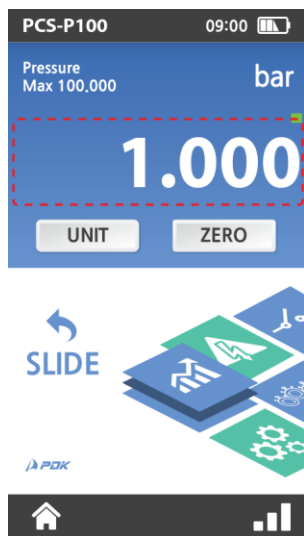 PCS-P100 09:00
Pressure
Max 100.000 bar
1.000
UNIT ZERO
SLIDE
PDK